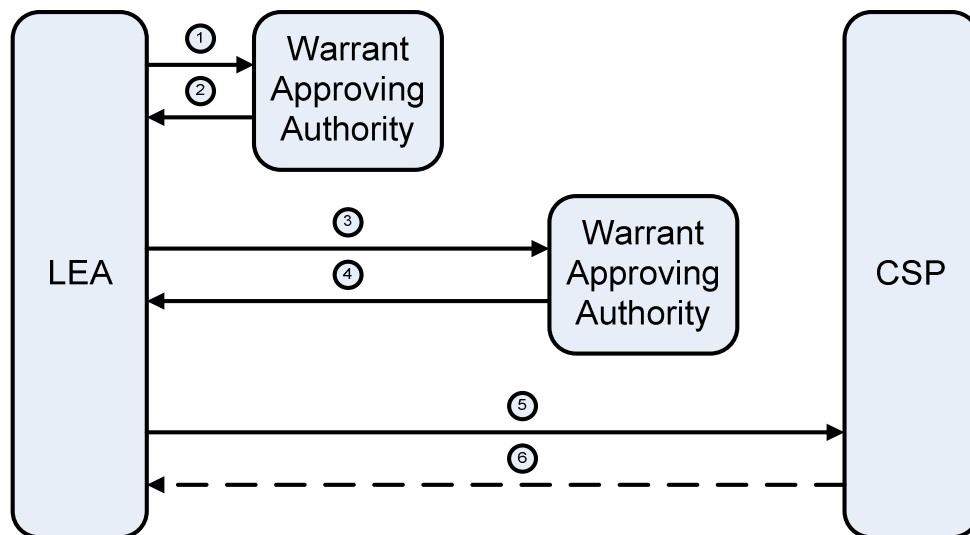 1
Warrant
Approving
Authority
2
3
Warrant
Approving
Authority
4
LEA
CSP
5
6